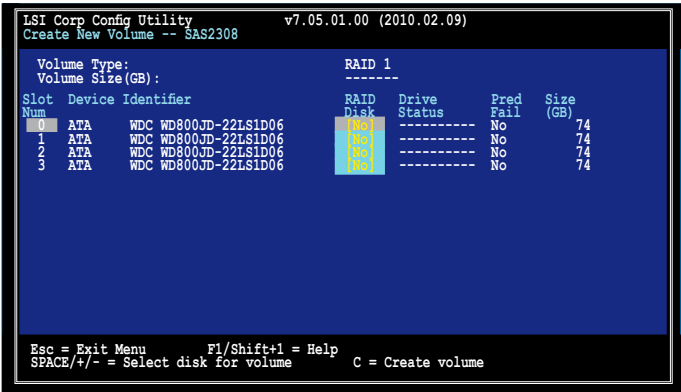 LSI Corp Config Utility v7.05.01.00 (2010.02.09)
Create New Volume -- SAS2308
Volume Type: RAID 1
Volume Size(GB): -------
Slot Device Identifier RAID Drive Pred Size
Num Disk Status Fail (GB)
0 ATA WDC WD800JD-22LS1D06 [No] ---------- No 74
1 ATA WDC WD800JD-22LS1D06 [No] ---------- No 74
2 ATA WDC WD800JD-22LS1D06 [No] ---------- No 74
3 ATA WDC WD800JD-22LS1D06 [No] ---------- No 74
Esc = Exit Menu F1/Shift+1 = Help
SPACE/+/- = Select disk for volume C = Create volume